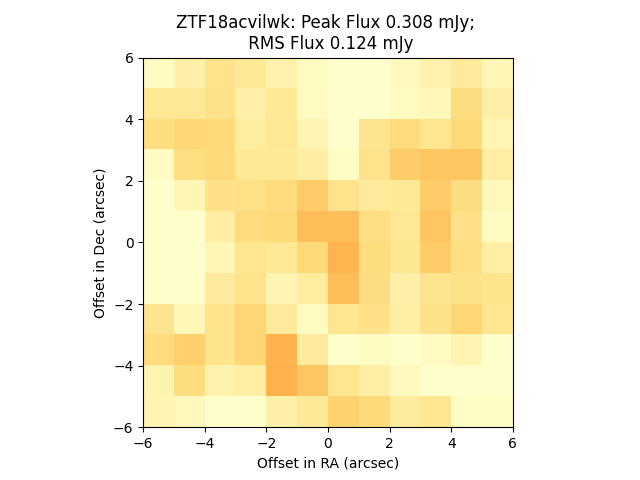 ZTF18acvilwk: Peak Flux 0.308 mJy;
RMS Flux 0.124 mJy
6
4
2
0
−2
−4
−6
Offset in Dec (arcsec)
−6 −4 −2 0 2 4 6
Offset in RA (arcsec)